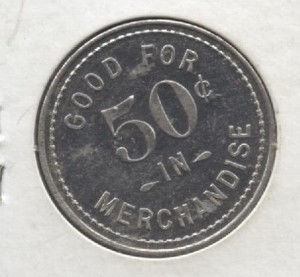 GOOD FOR
50¢
IN
MERCHANDISE